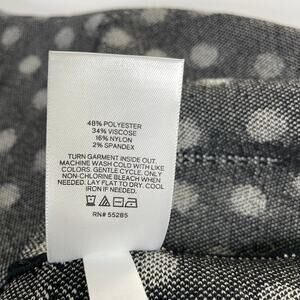 48% POLYESTER
34% VISCOSE
16% NYLON
2% SPANDEX
TURN GARMENT INSIDE OUT.
MACHINE WASH COLD WITH LIKE
COLORS. GENTLE CYCLE. ONLY
NON-CHLORINE BLEACH WHEN
NEEDED. LAY FLAT TO DRY. COOL
IRON IF NEEDED.
RN# 55285